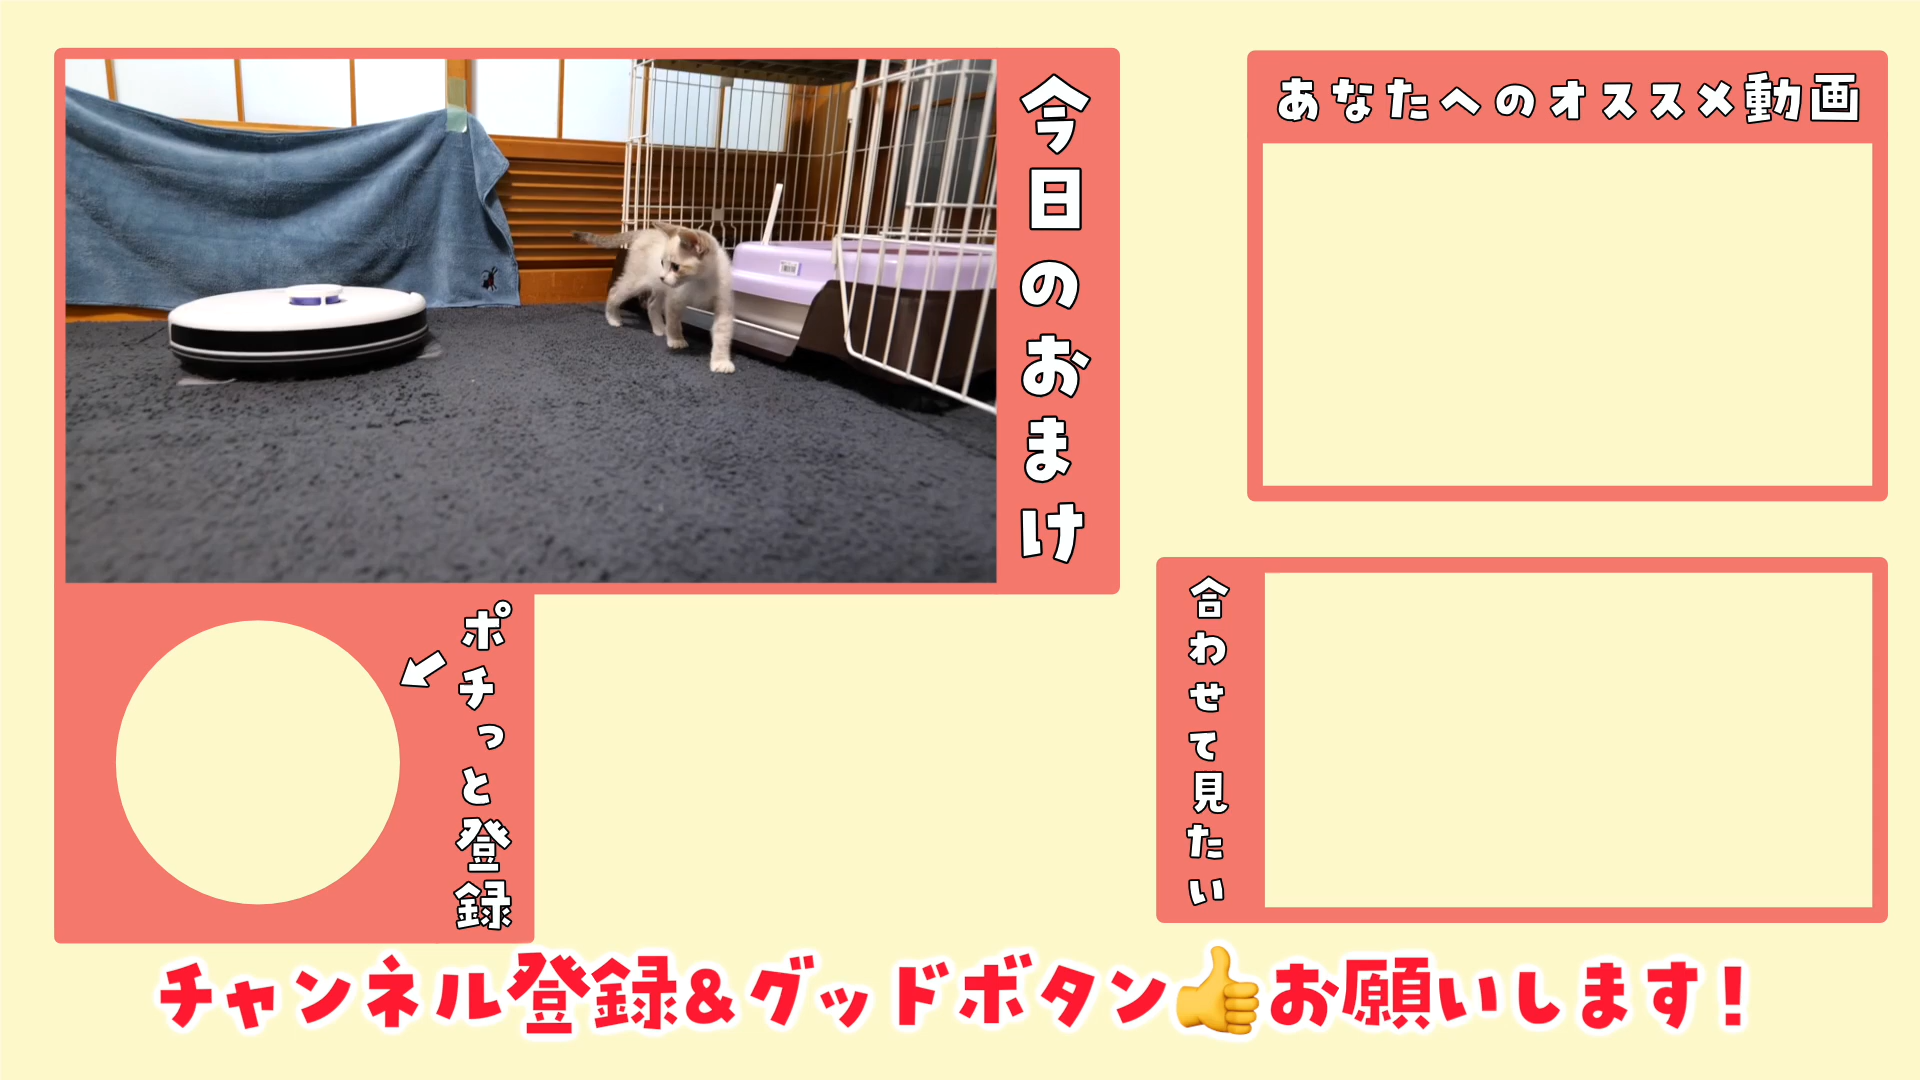 今日のおまけ
あなたへのオススメ動画
ポチっと登録
合わせて見たい
チャンネル登録&グッドボタン👍お願いします!